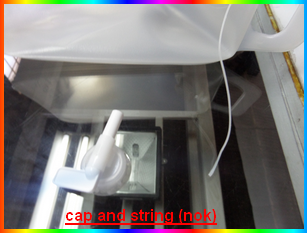 cap and string (nok)